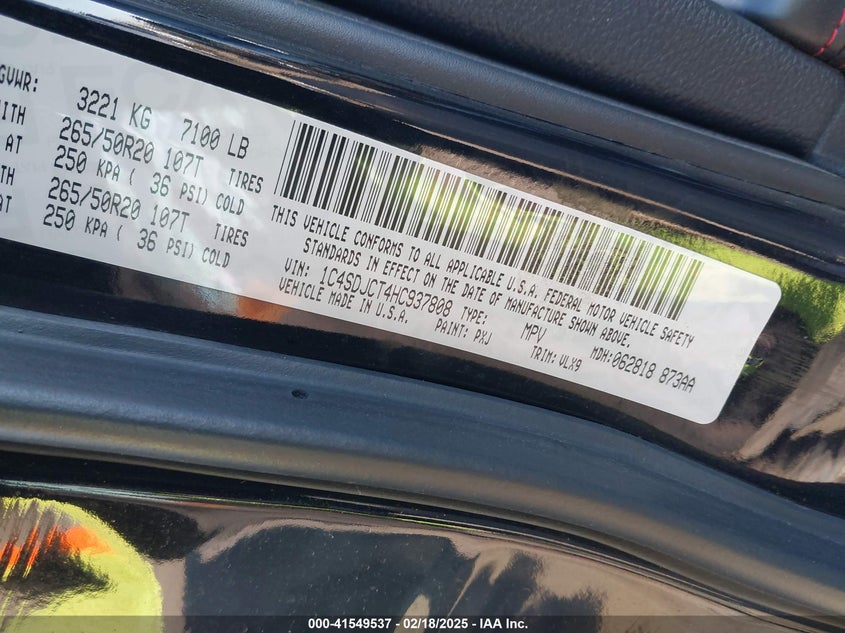 GVWR: 3221 KG 7100 LB
265/50R20 107T TIRES
AT 250 KPA ( 36 PSI) COLD
265/50R20 107T TIRES
250 KPA ( 36 PSI) COLD
THIS VEHICLE CONFORMS TO ALL APPLICABLE U.S.A. FEDERAL MOTOR VEHICLE SAFETY
STANDARDS IN EFFECT ON THE DATE OF MANUFACTURE SHOWN ABOVE.
VIN: 1C4SDJCT4HC937808 TYPE: MPV MDH:062818 873AA
VEHICLE MADE IN U.S.A. PAINT: PXJ TRIM: VLX9
000-41549537 — 02/18/2025 — IAA, Inc.